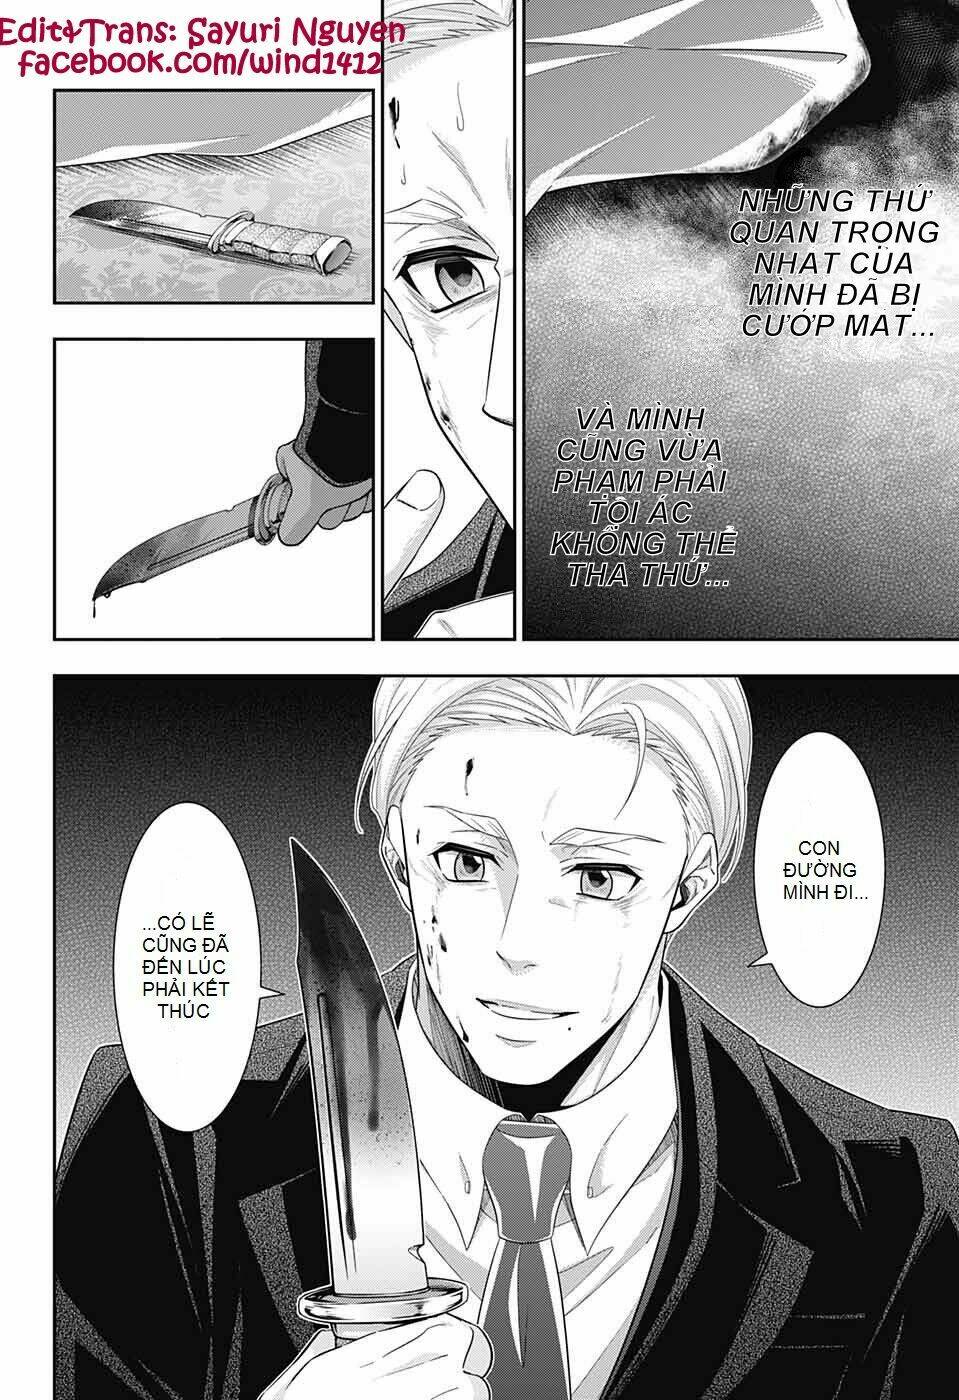 Edit&Trans: Sayuri Nguyen
facebook.com/wind1412
NHỮNG THỨ
QUAN TRỌNG
NHẤT CỦA
MÌNH ĐÃ BỊ
CƯỚP MẤT...
VÀ MÌNH
CŨNG VỪA
PHẠM PHẢI
TỘI ÁC
KHÔNG THỂ
THA THỨ...
CON
ĐƯỜNG
MÌNH ĐI...
...CÓ LẼ
CŨNG ĐÃ
ĐẾN LÚC
PHẢI KẾT
THÚC